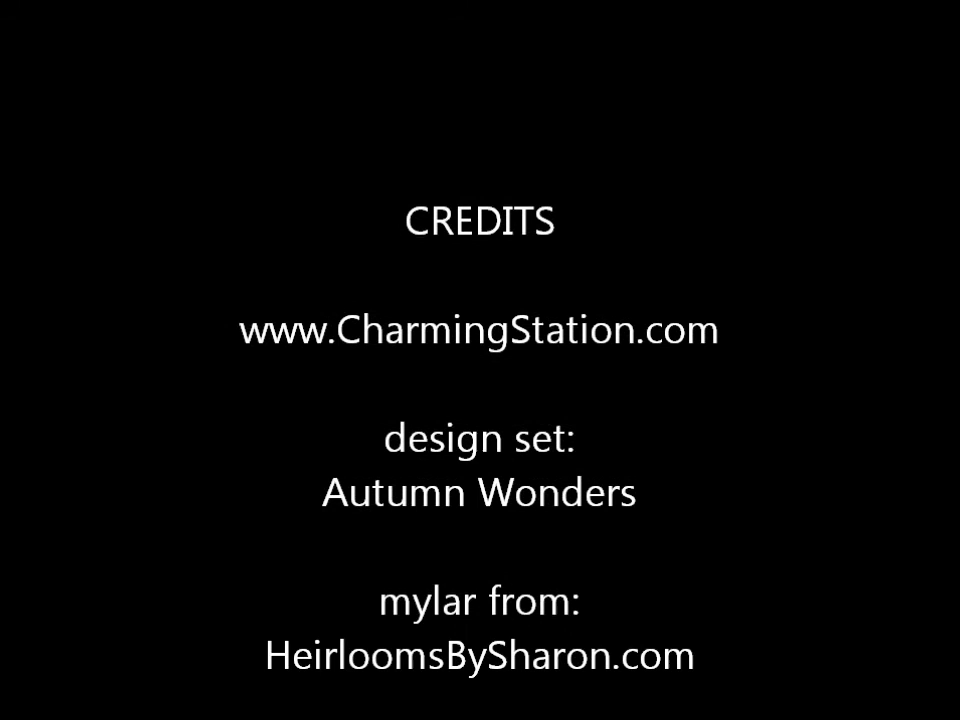 CREDITS
www.CharmingStation.com
design set:
Autumn Wonders
mylar from:
HeirloomsBySharon.com